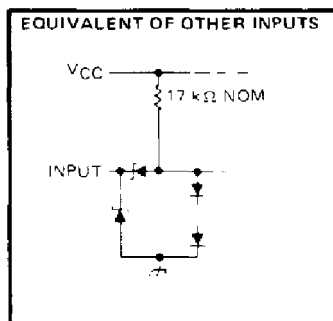 EQUIVALENT OF OTHER INPUTS
VCC
17 kΩ NOM
INPUT